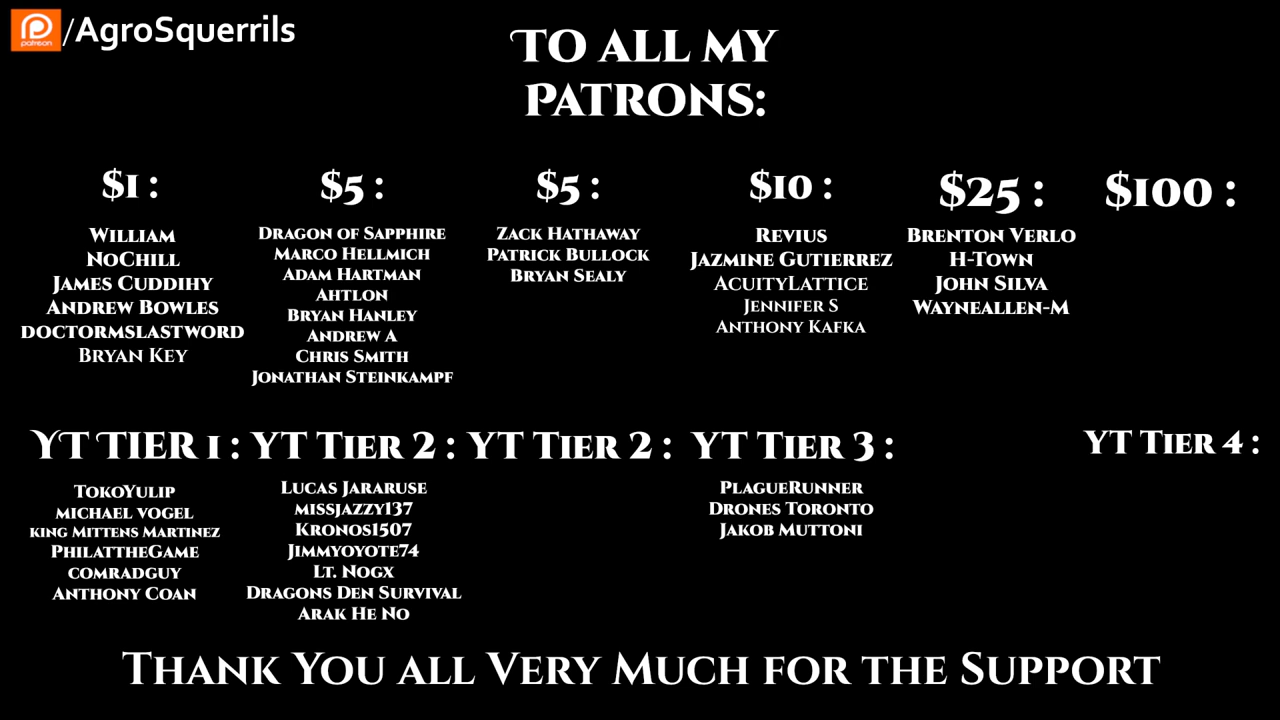 patreon
/AgroSquerrils
To all my
Patrons:
$1 :
William
NoChill
James Cuddihy
Andrew Bowles
doctormslastword
Bryan Key
$5 :
Dragon of Sapphire
Marco Hellmich
Adam Hartman
Ahtlon
Bryan Hanley
Andrew A
Chris Smith
Jonathan Steinkampf
$5 :
Zack Hathaway
Patrick Bullock
Bryan Sealy
$10 :
Revius
Jazmine Gutierrez
AcuityLattice
Jennifer S
Anthony Kafka
$25 :
Brenton Verlo
H-Town
John Silva
Wayneallen-M
$100 :
YT Tier 1 :
TokoYulip
michael vogel
king Mittens Martinez
PhilattheGame
comradguy
Anthony Coan
YT Tier 2 :
Lucas Jararuse
missjazzy137
Kronos1507
Jimmyoyote74
Lt. Nogx
Dragons Den Survival
Arak He No
YT Tier 2 :
YT Tier 3 :
PlagueRunner
Drones Toronto
Jakob Muttoni
YT Tier 4 :
Thank You all Very Much for the Support